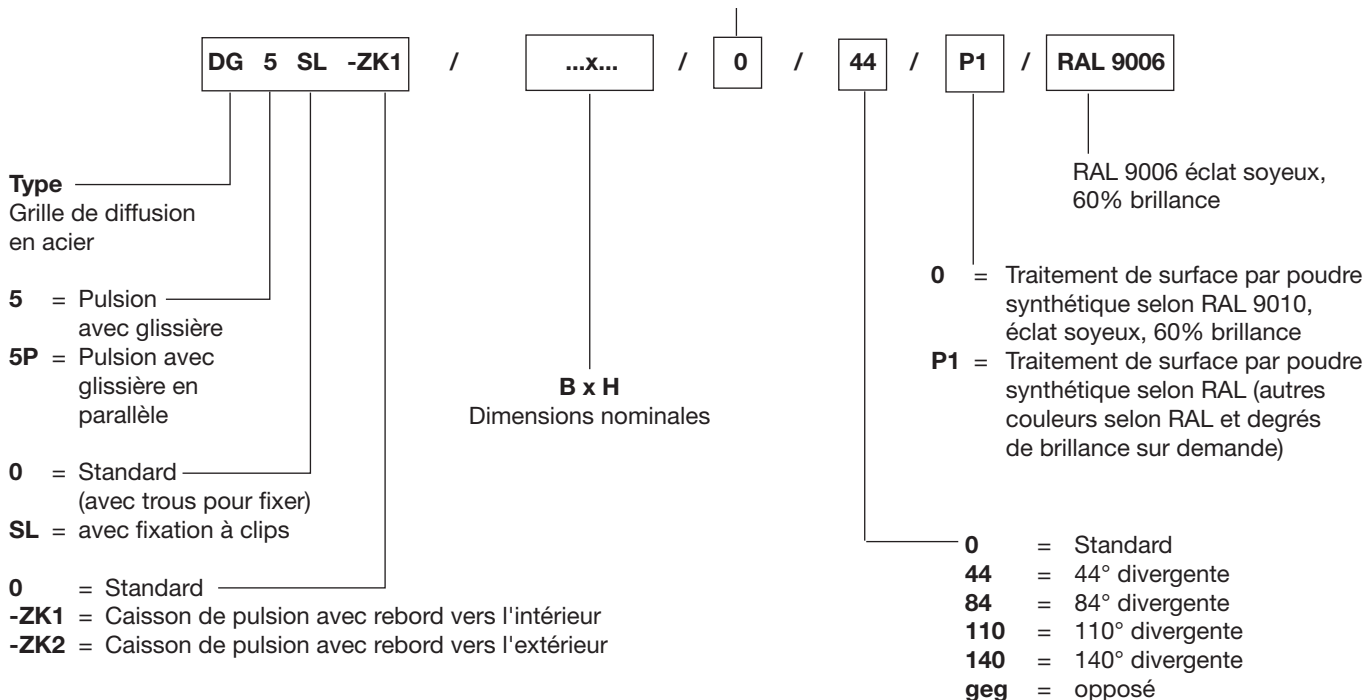 DG 5 SL -ZK1 / ...x... / 0 / 44 / P1 / RAL 9006
RAL 9006 éclat soyeux,
60% brillance
Type
Grille de diffusion
en acier
5 = Pulsion
avec glissière
5P = Pulsion avec
glissière en
parallèle
0 = Standard
(avec trous pour fixer)
SL = avec fixation à clips
0 = Standard
-ZK1 = Caisson de pulsion avec rebord vers l'intérieur
-ZK2 = Caisson de pulsion avec rebord vers l'extérieur
B x H
Dimensions nominales
0 = Traitement de surface par poudre
synthétique selon RAL 9010,
éclat soyeux, 60% brillance
P1 = Traitement de surface par poudre
synthétique selon RAL (autres
couleurs selon RAL et degrés
de brillance sur demande)
0 = Standard
44 = 44° divergente
84 = 84° divergente
110 = 110° divergente
140 = 140° divergente
geg = opposé